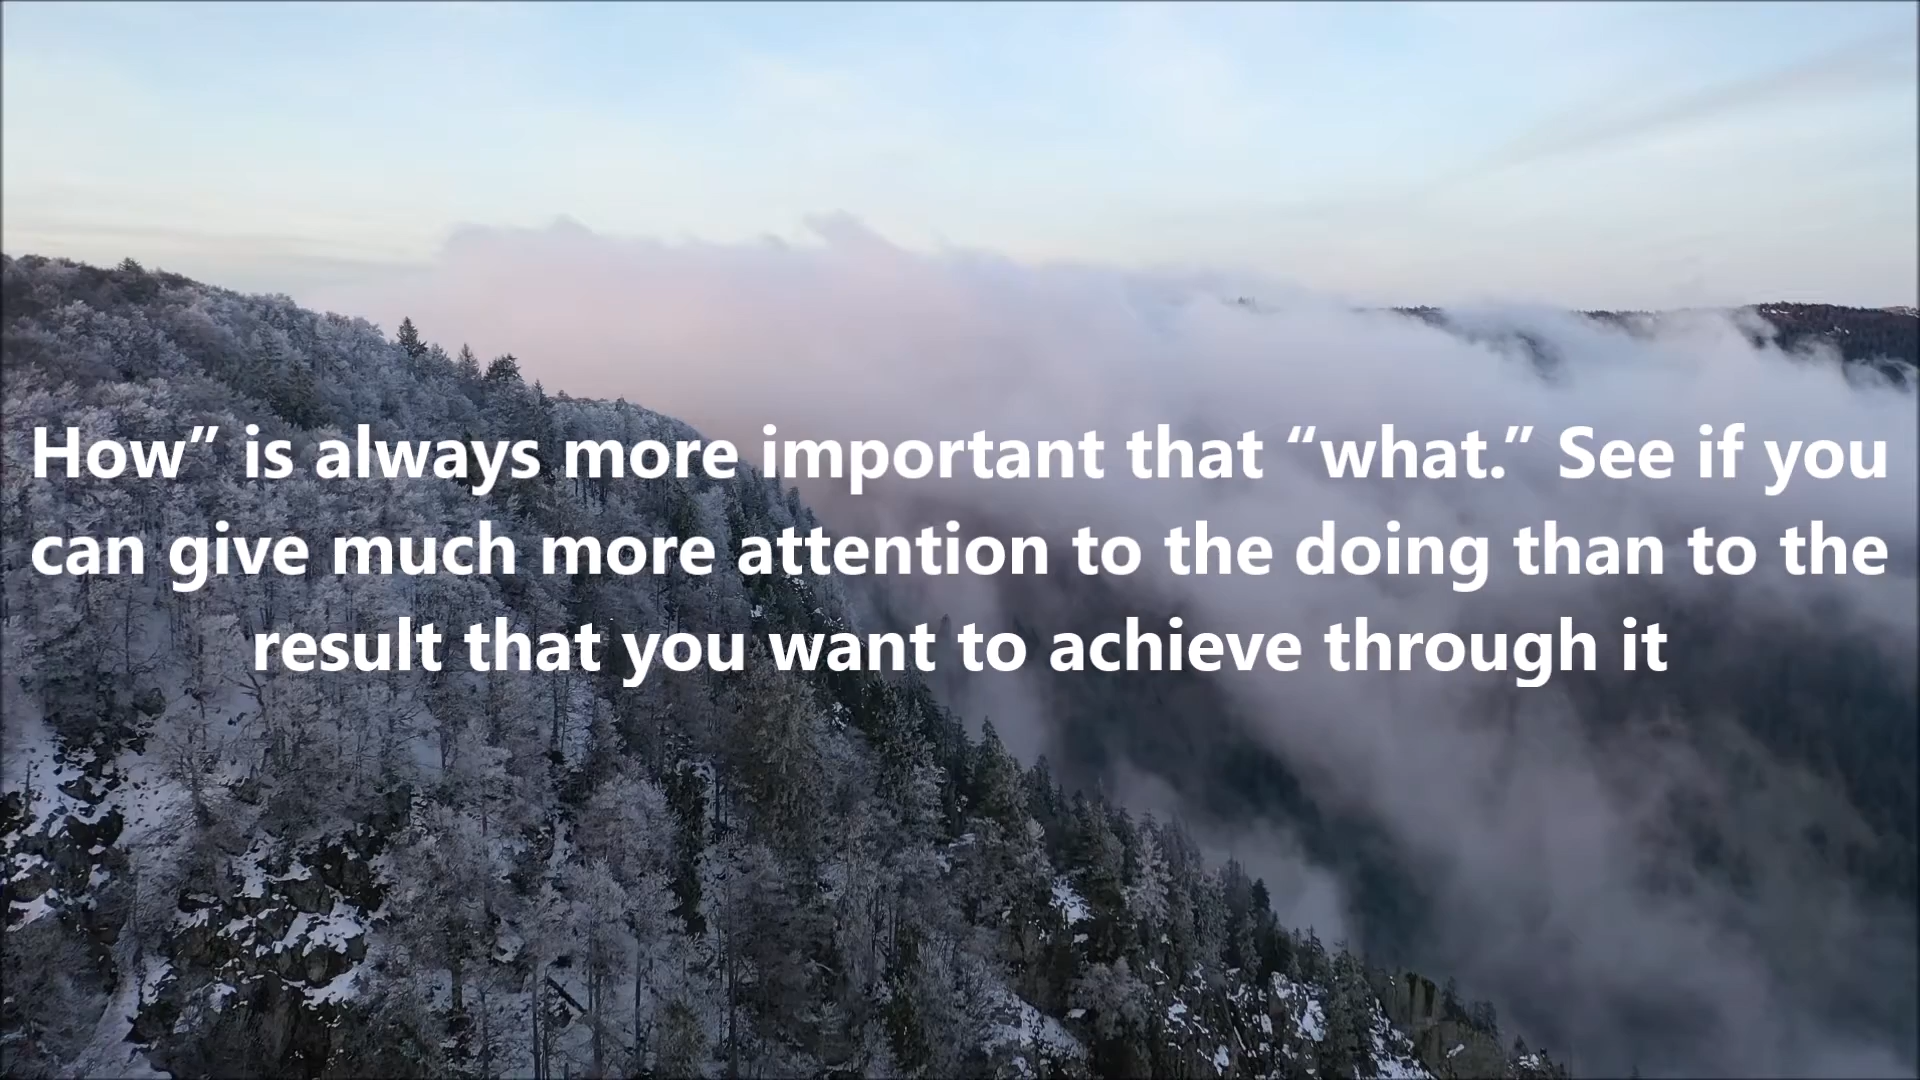 How” is always more important that “what.” See if you
can give much more attention to the doing than to the
result that you want to achieve through it